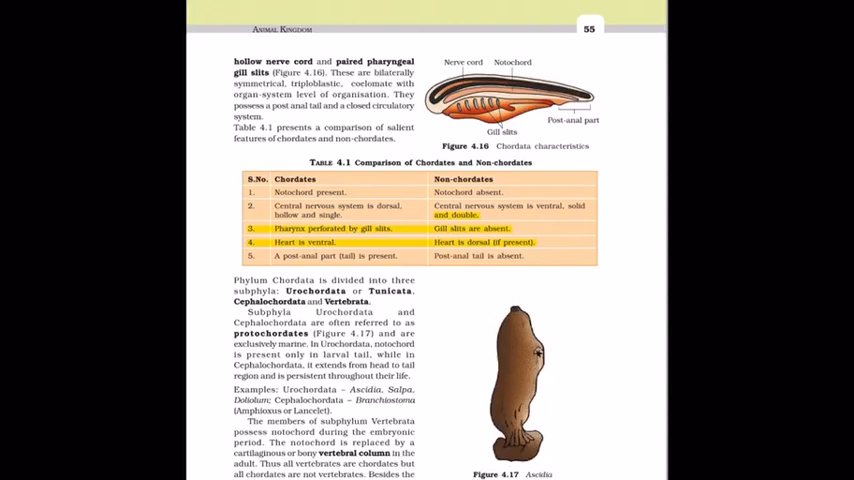 ANIMAL KINGDOM
55
hollow nerve cord and paired pharyngeal
gill slits (Figure 4.16). These are bilaterally
symmetrical, triploblastic, coelomate with
organ-system level of organisation. They
possess a post anal tail and a closed circulatory
system.
Table 4.1 presents a comparison of salient
features of chordates and non-chordates.
Nerve cord Notochord
Post-anal part
Gill slits
Figure 4.16 Chordata characteristics
TABLE 4.1 Comparison of Chordates and Non-chordates
S.No. Chordates Non-chordates
1. Notochord present. Notochord absent.
2. Central nervous system is dorsal, Central nervous system is ventral, solid
hollow and single. and double.
3. Pharynx perforated by gill slits. Gill slits are absent.
4. Heart is ventral. Heart is dorsal (if present).
5. A post-anal part (tail) is present. Post-anal tail is absent.
Phylum Chordata is divided into three
subphyla: Urochordata or Tunicata,
Cephalochordata and Vertebrata.
Subphyla Urochordata and
Cephalochordata are often referred to as
protochordates (Figure 4.17) and are
exclusively marine. In Urochordata, notochord
is present only in larval tail, while in
Cephalochordata, it extends from head to tail
region and is persistent throughout their life.
Examples: Urochordata – Ascidia, Salpa,
Doliolum; Cephalochordata – Branchiostoma
(Amphioxus or Lancelet).
The members of subphylum Vertebrata
possess notochord during the embryonic
period. The notochord is replaced by a
cartilaginous or bony vertebral column in the
adult. Thus all vertebrates are chordates but
all chordates are not vertebrates. Besides the
Figure 4.17 Ascidia